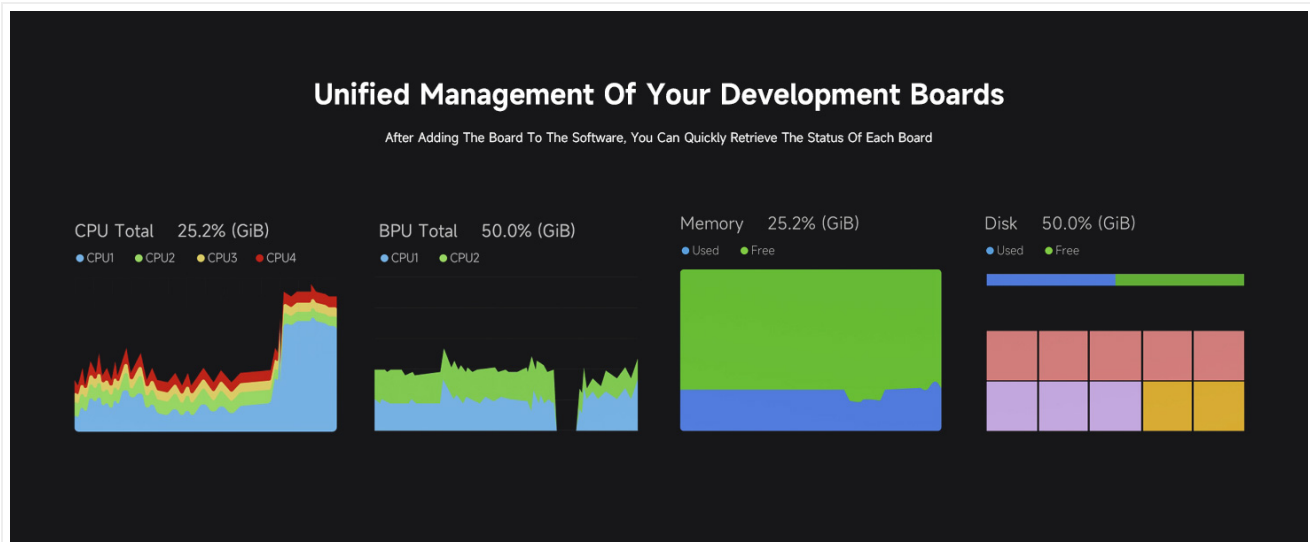 Unified Management Of Your Development Boards
After Adding The Board To The Software, You Can Quickly Retrieve The Status Of Each Board
CPU Total 25.2% (GiB)
CPU1 CPU2 CPU3 CPU4
BPU Total 50.0% (GiB)
CPU1 CPU2
Memory 25.2% (GiB)
Used Free
Disk 50.0% (GiB)
Used Free